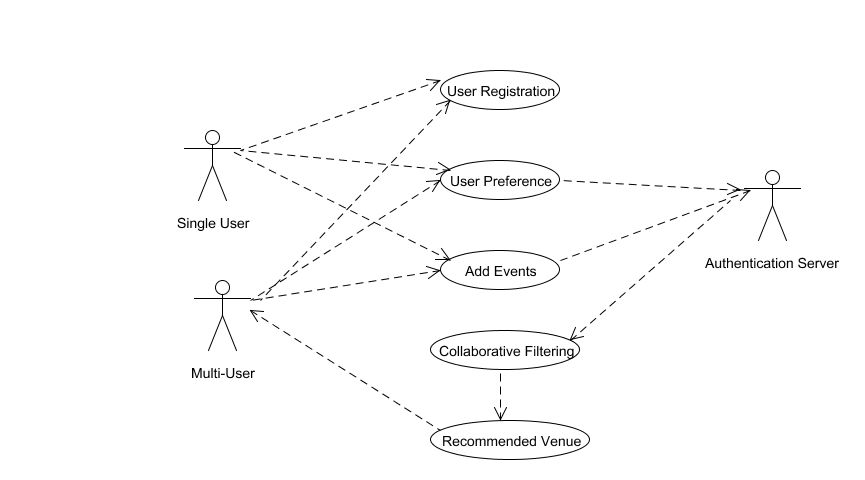 User Registration
User Preference
Single User
Authentication Server
Add Events
Collaborative Filtering
Multi-User
Recommended Venue